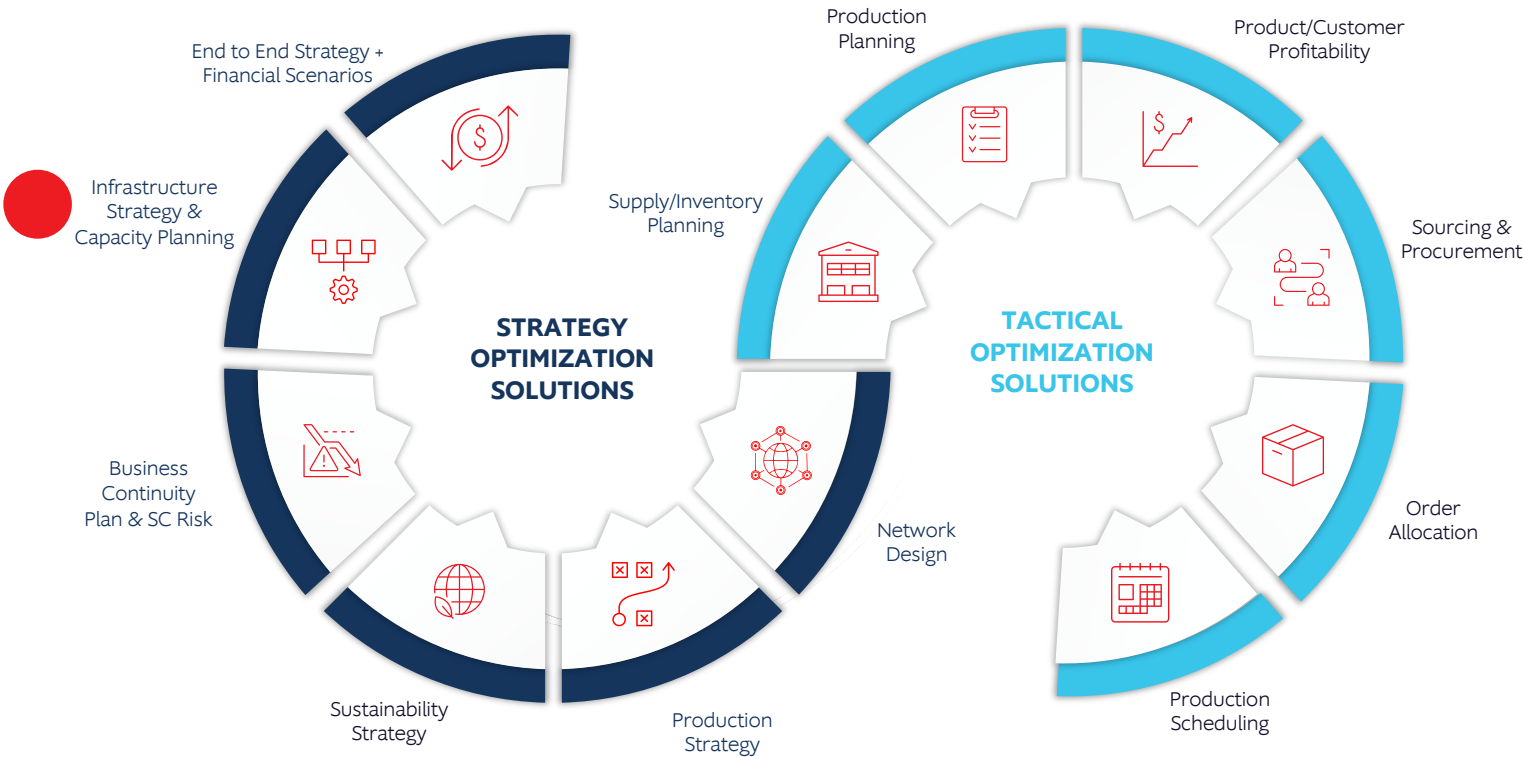 End to End Strategy +
Financial Scenarios
Infrastructure
Strategy &
Capacity Planning
Business
Continuity
Plan & SC Risk
Sustainability
Strategy
Production
Strategy
Network
Design
STRATEGY
OPTIMIZATION
SOLUTIONS
Supply/Inventory
Planning
Production
Planning
Product/Customer
Profitability
Sourcing &
Procurement
Order
Allocation
Production
Scheduling
TACTICAL
OPTIMIZATION
SOLUTIONS